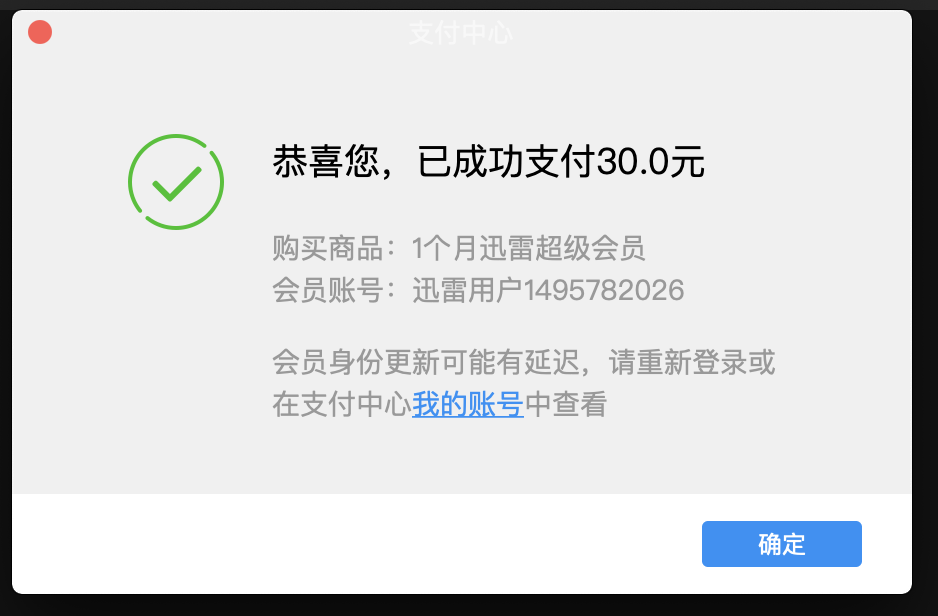 支付中心
恭喜您，已成功支付30.0元
购买商品：1个月迅雷超级会员
会员账号：迅雷用户1495782026
会员身份更新可能有延迟，请重新登录或
在支付中心我的账号中查看
确定